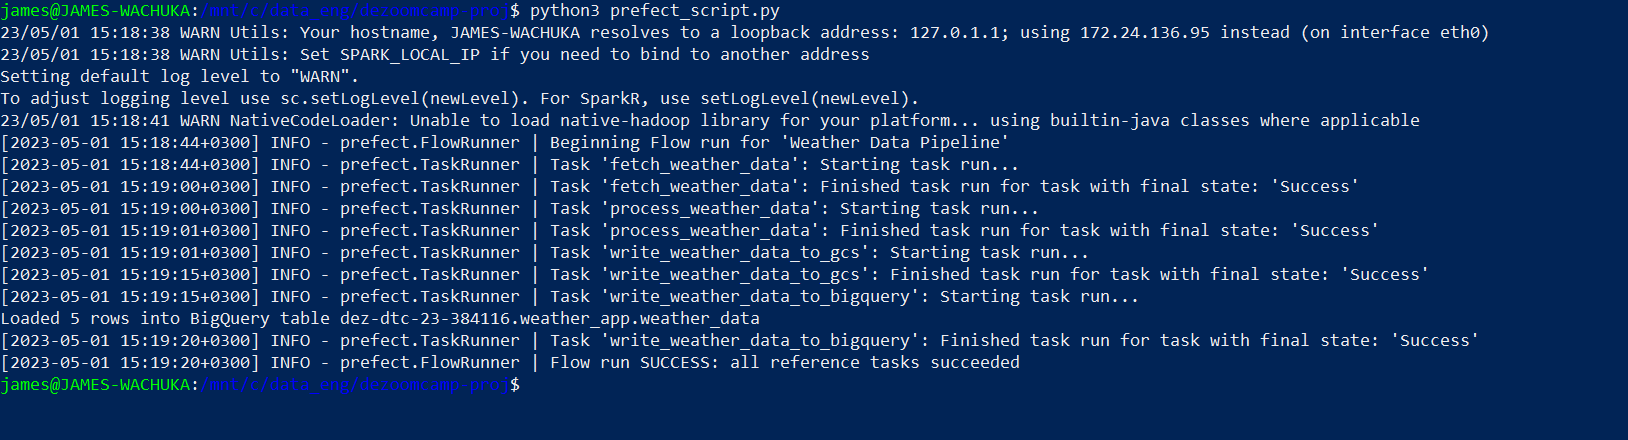 james@JAMES-WACHUKA:/mnt/c/data_eng/dezoomcamp_proj$ python3 prefect_script.py
23/05/01 15:18:38 WARN Utils: Your hostname, JAMES-WACHUKA resolves to a loopback address: 127.0.1.1; using 172.24.136.95 instead (on interface eth0)
23/05/01 15:18:38 WARN Utils: Set SPARK_LOCAL_IP if you need to bind to another address
Setting default log level to "WARN".
To adjust logging level use sc.setLogLevel(newLevel). For SparkR, use setLogLevel(newLevel).
23/05/01 15:18:41 WARN NativeCodeLoader: Unable to load native-hadoop library for your platform... using builtin-java classes where applicable
[2023-05-01 15:18:44+0300] INFO - prefect.FlowRunner | Beginning Flow run for 'Weather Data Pipeline'
[2023-05-01 15:18:44+0300] INFO - prefect.TaskRunner | Task 'fetch_weather_data': Starting task run...
[2023-05-01 15:19:00+0300] INFO - prefect.TaskRunner | Task 'fetch_weather_data': Finished task run for task with final state: 'Success'
[2023-05-01 15:19:00+0300] INFO - prefect.TaskRunner | Task 'process_weather_data': Starting task run...
[2023-05-01 15:19:01+0300] INFO - prefect.TaskRunner | Task 'process_weather_data': Finished task run for task with final state: 'Success'
[2023-05-01 15:19:01+0300] INFO - prefect.TaskRunner | Task 'write_weather_data_to_gcs': Starting task run...
[2023-05-01 15:19:15+0300] INFO - prefect.TaskRunner | Task 'write_weather_data_to_gcs': Finished task run for task with final state: 'Success'
[2023-05-01 15:19:15+0300] INFO - prefect.TaskRunner | Task 'write_weather_data_to_bigquery': Starting task run...
Loaded 5 rows into BigQuery table dez-dtc-23-384116.weather_app.weather_data
[2023-05-01 15:19:20+0300] INFO - prefect.TaskRunner | Task 'write_weather_data_to_bigquery': Finished task run for task with final state: 'Success'
[2023-05-01 15:19:20+0300] INFO - prefect.FlowRunner | Flow run SUCCESS: all reference tasks succeeded
james@JAMES-WACHUKA:/mnt/c/data_eng/dezoomcamp_proj$